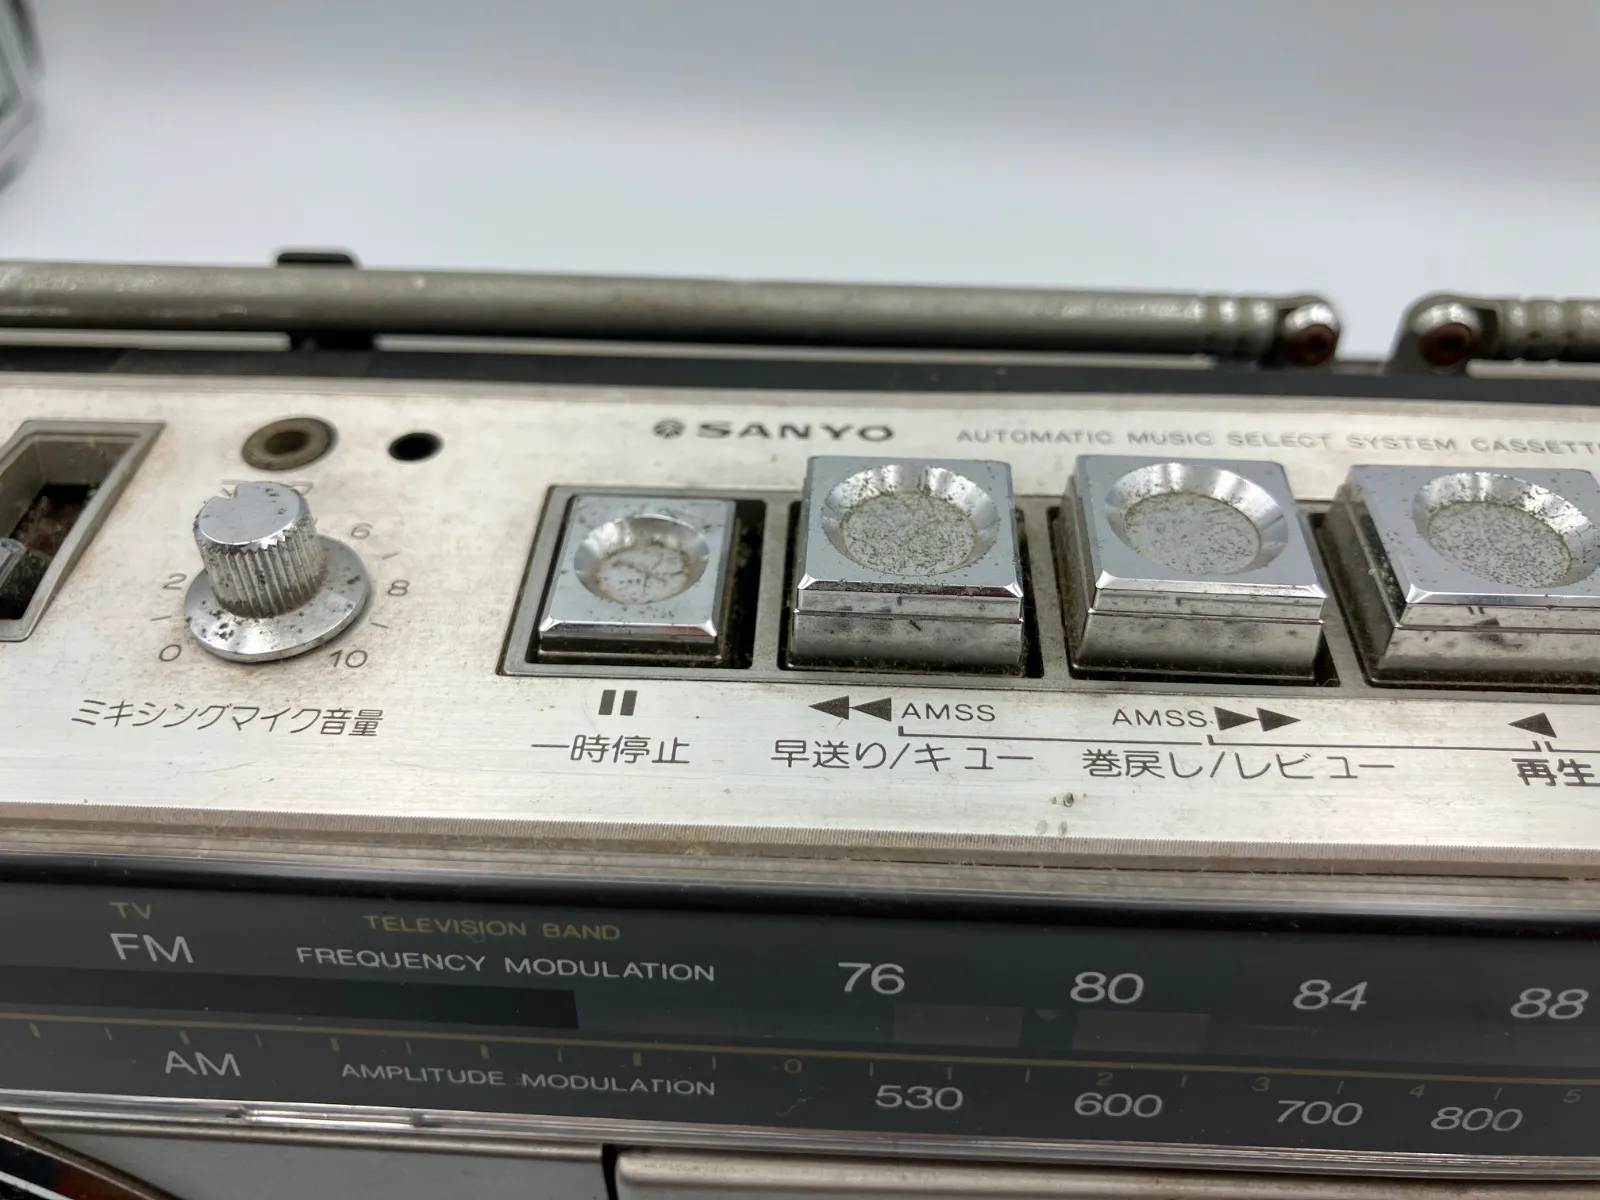 SANYO AUTOMATIC MUSIC SELECT SYSTEM
6
2 8
0 10
ミキシングマイク音量
AMSS AMSS
一時停止 早送り/キュー 巻戻し/レビュー 再生
TV TELEVISION BAND
FM FREQUENCY MODULATION 76 80 84 88
0 1 2 3 4 5
AM AMPLITUDE MODULATION 530 600 700 800